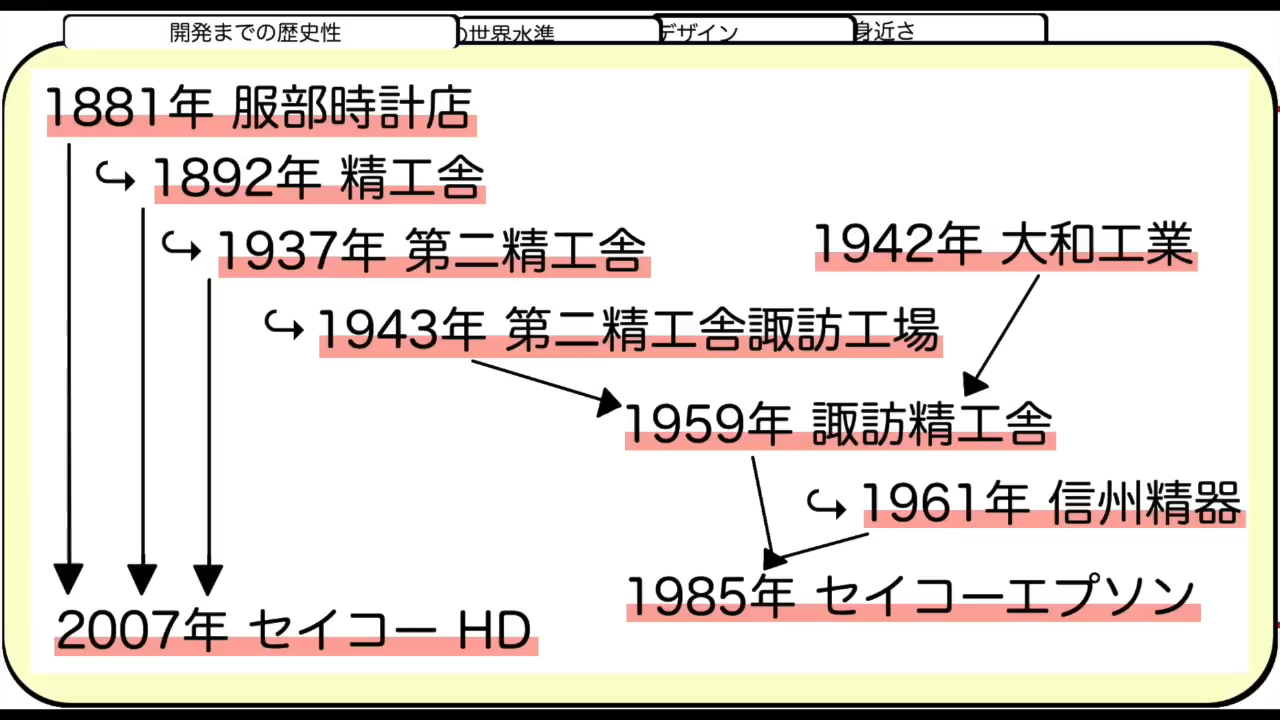 開発までの歴史性
の世界水準
デザイン
身近さ
1881年 服部時計店
↪ 1892年 精工舎
↪ 1937年 第二精工舎
1942年 大和工業
↪ 1943年 第二精工舎諏訪工場
1959年 諏訪精工舎
↪ 1961年 信州精器
1985年 セイコーエプソン
2007年 セイコー HD